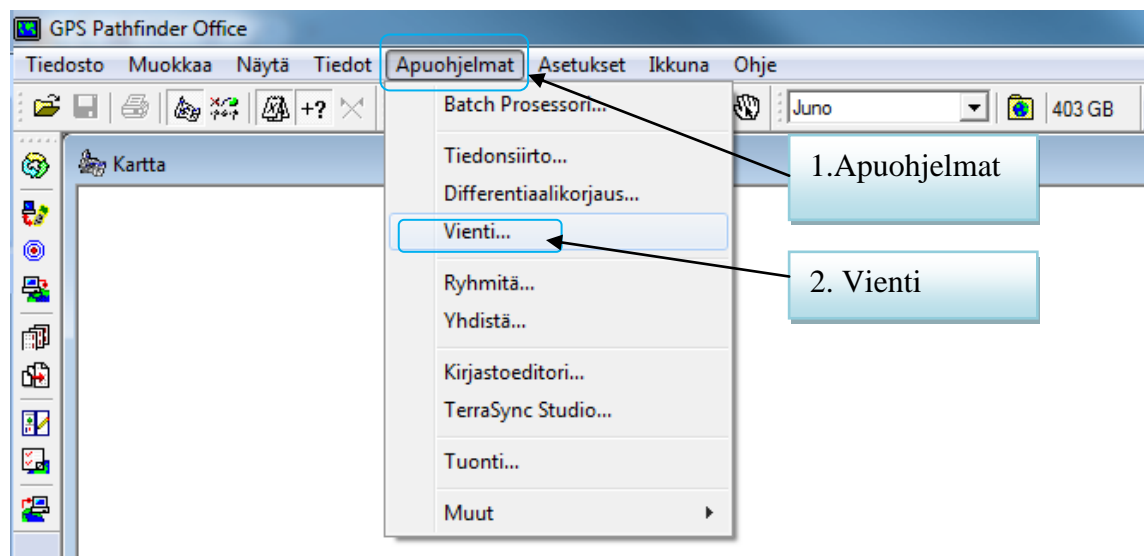 GPS Pathfinder Office
Tiedosto Muokkaa Näytä Tiedot Apuohjelmat Asetukset Ikkuna Ohje
+? Juno 403 GB
Kartta
Batch Prosessori...
Tiedonsiirto...
Differentiaalikorjaus...
Vienti...
Ryhmitä...
Yhdistä...
Kirjastoeditori...
TerraSync Studio...
Tuonti...
Muut
1.Apuohjelmat
2. Vienti